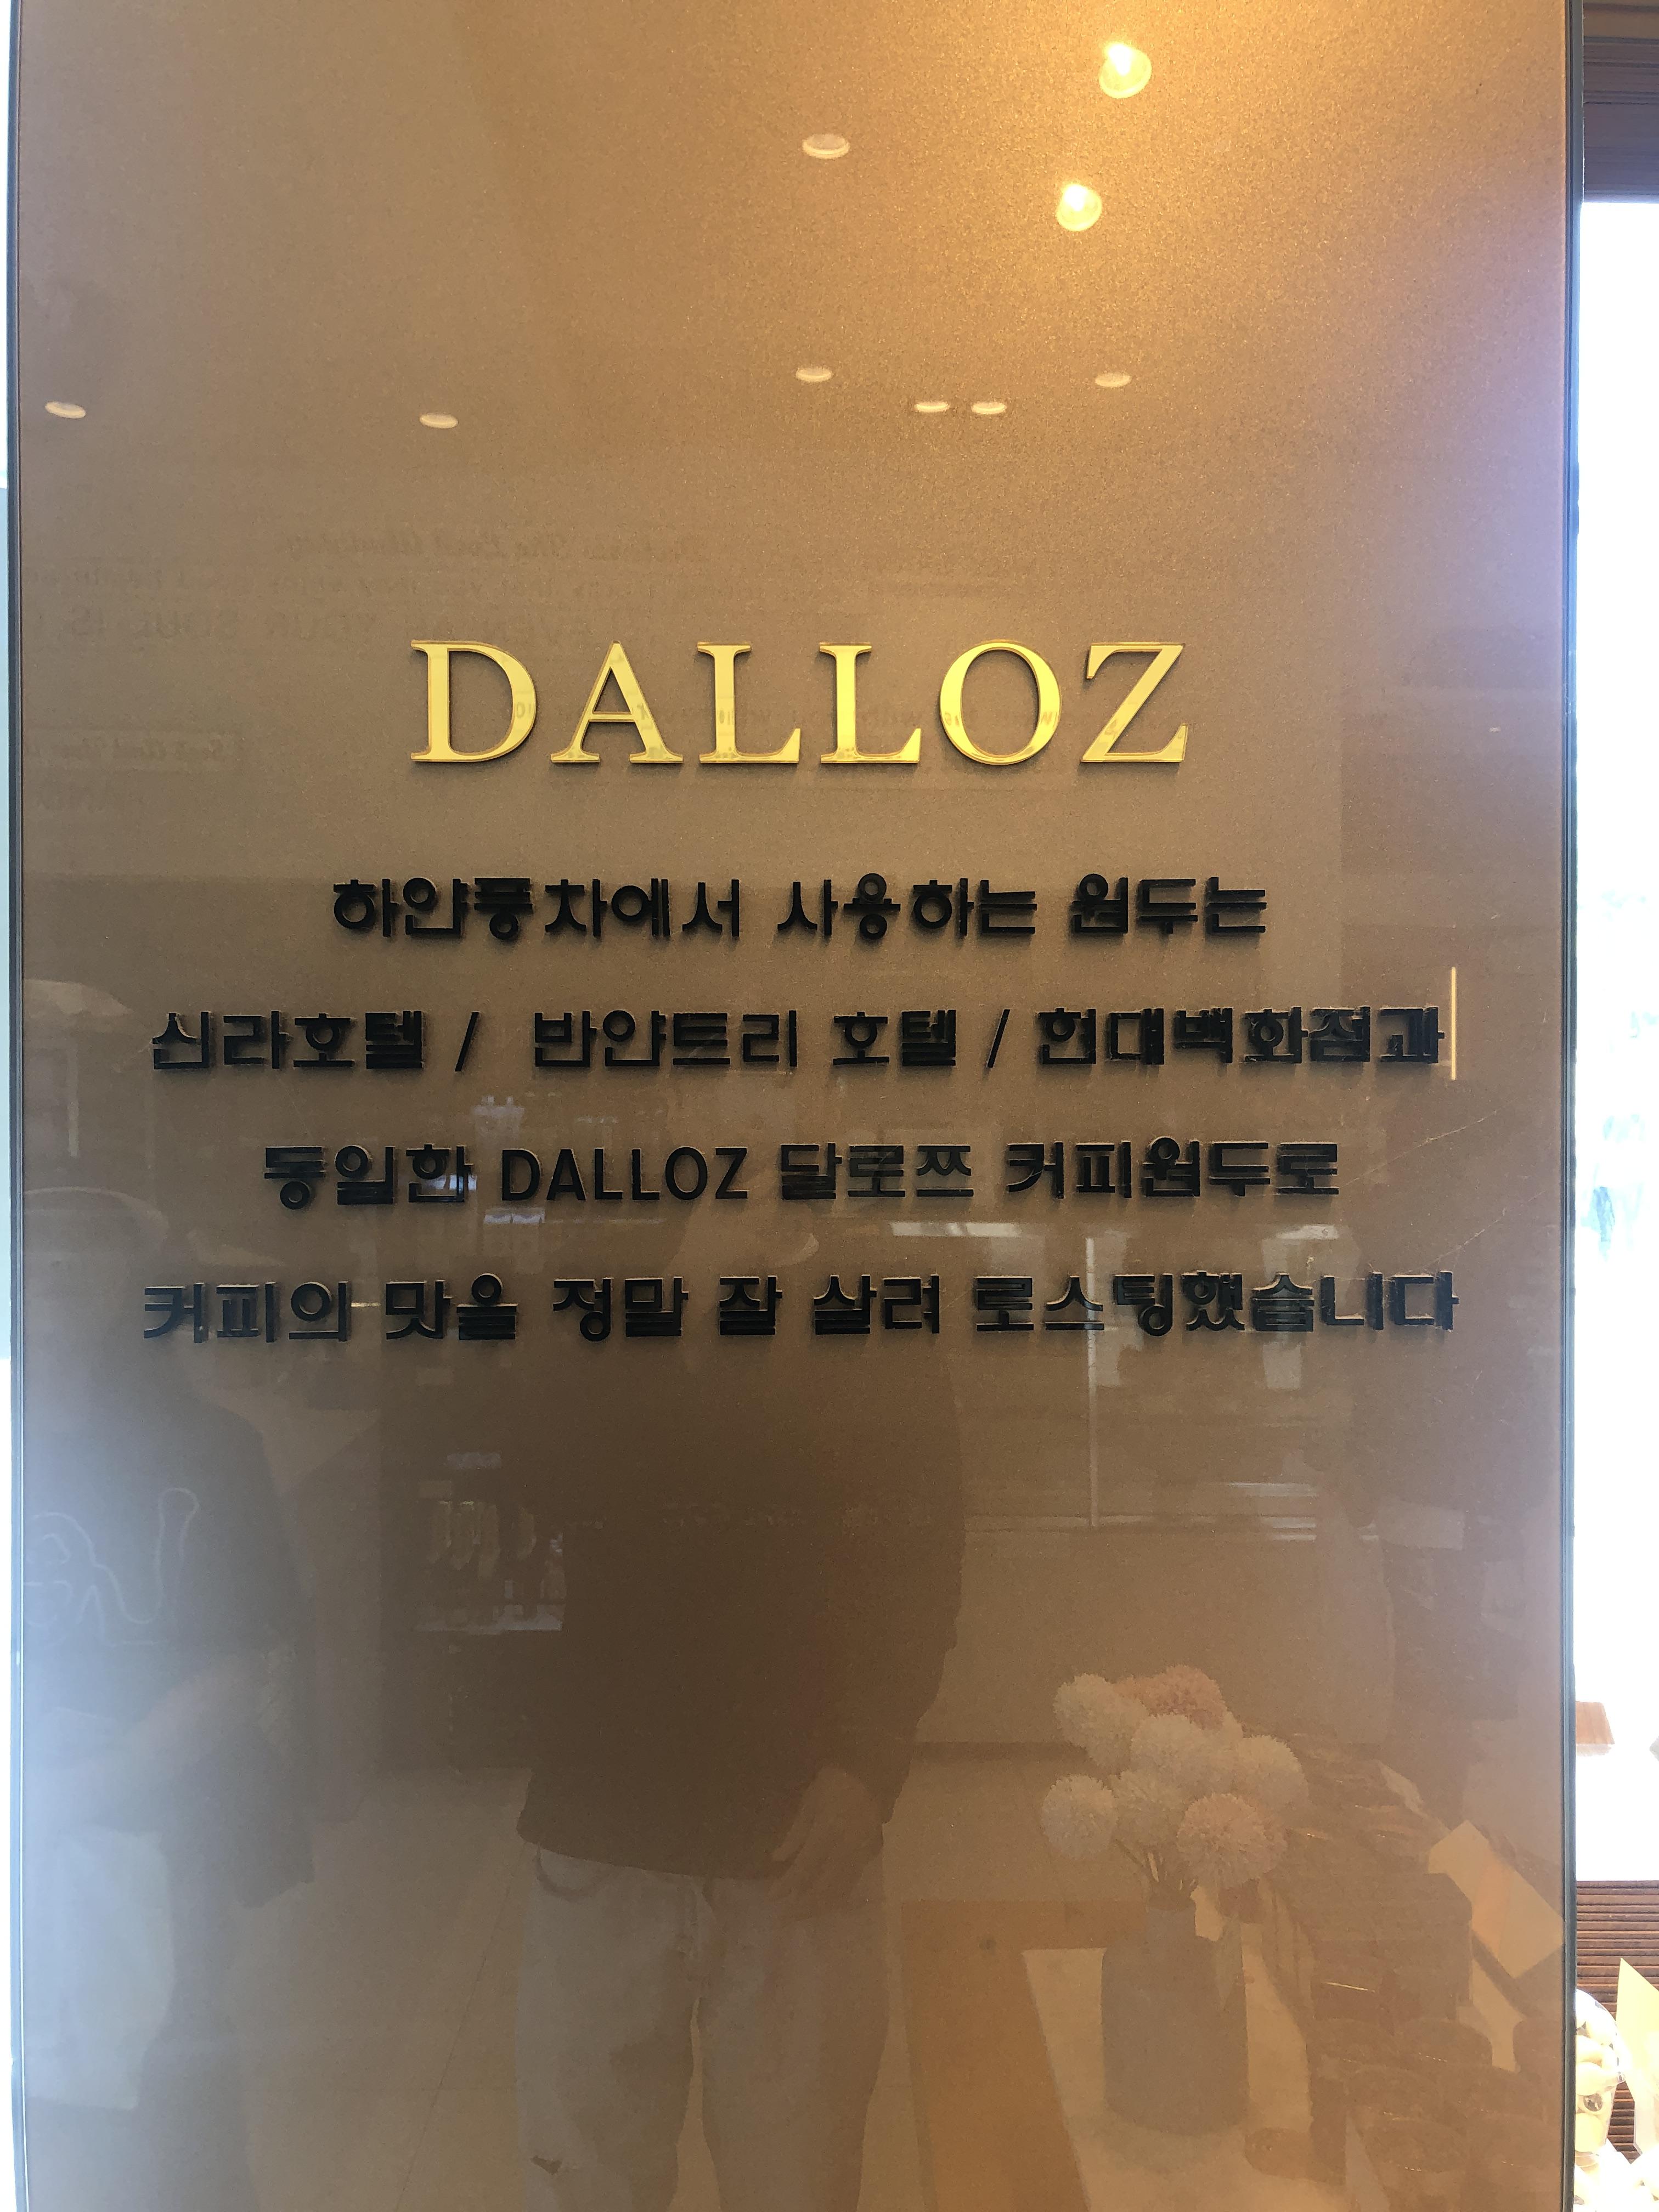 DALLOZ
하얀풍차에서 사용하는 원두는
신라호텔 / 반얀트리 호텔 / 현대백화점과
동일한 DALLOZ 달로쯔 커피원두로
커피의 맛을 정말 잘 살려 로스팅했습니다